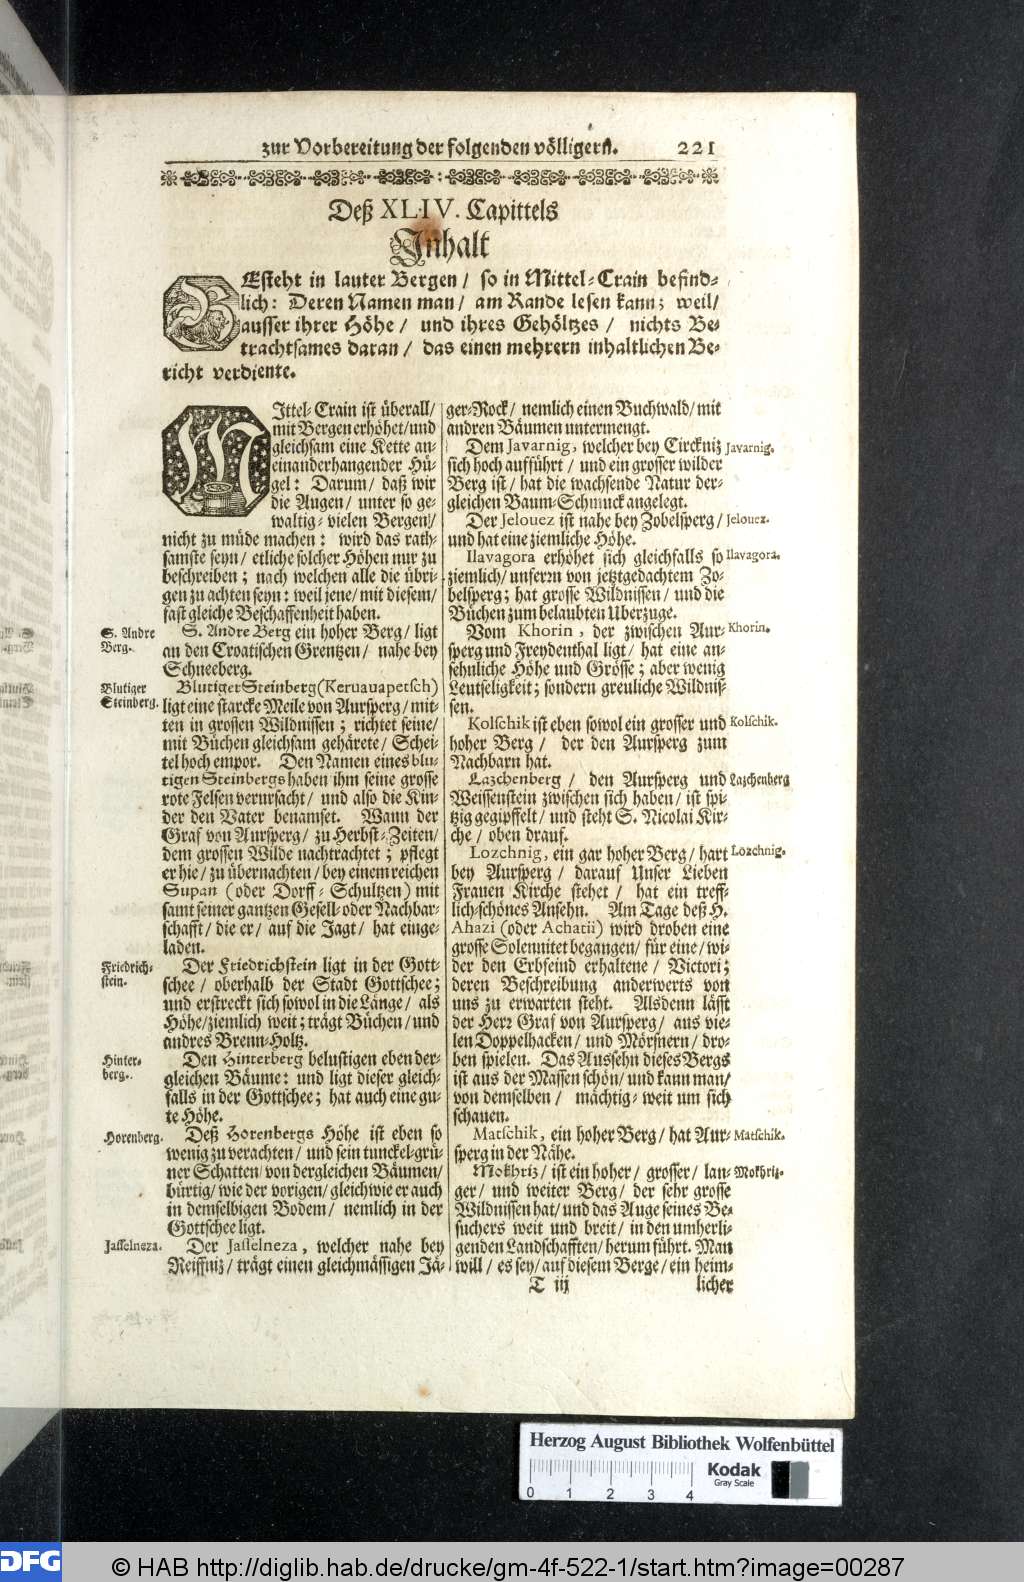 zur Vorbereitung der folgenden völligern. 221
Deß XLIV. Capittels
Inhalt
BEsteht in lauter Bergen / so in Mittel-Crain befind-
lich: Deren Namen man / am Rande lesen kann; weil /
ausser ihrer Höhe / und ihres Gehöltzes / nichts Be-
trachtsames daran / das einen mehrern inhaltlichen Be-
richt verdiente.
MIttel-Crain ist überall /
mit Bergen erhöhet / und
gleichsam eine Kette an-
einanderhangender Hü-
gel: Darum / daß wir
die Augen / unter so ge-
waltig-vielen Bergen /
nicht zu müde machen: wird das rath-
samste seyn / etliche solcher Höhen nur zu
beschreiben; nach welchen alle die übri-
gen zu achten seyn: weil jene / mit diesem /
fast gleiche Beschaffenheit haben.
S. Andre
Berg.
S. Andre Berg ein hoher Berg / ligt
an den Croatischen Grentzen / nahe bey
Schneeberg.
Blutiger
Steinberg.
Blutiger Steinberg (Kervauapetsch)
ligt eine starcke Meile von Aursperg / mit-
ten in grossen Wildnissen; richtet seine /
mit Büchen gleichsam gehärete / Schei-
tel hoch empor. Den Namen eines blu-
tigen Steinbergs haben ihm seine grosse
rote Felsen verursacht / und also die Kin-
der den Vater benamset. Wann der
Graf von Aursperg / zu Herbst-Zeiten /
dem grossen Wilde nachtrachtet; pflegt
er hie / zu übernachten / bey einem reichen
Supan (oder Dorff-Schultzen) mit
samt seiner gantzen Gesell- oder Nachbar-
schafft / die er / auf die Jagt / hat einge-
laden.
Friedrich-
stein.
Der Friedrichstein ligt in der Gott-
schee / oberhalb der Stadt Gottschee;
und erstreckt sich sowol in die Länge / als
Höhe / ziemlich weit; trägt Büchen / und
andres Brenn-Holtz.
Hinter-
berg.
Den Hinterberg belustigen eben der-
gleichen Bäume: und ligt dieser gleich-
falls in der Gottschee; hat auch eine gu-
te Höhe.
Horenberg.
Deß Horenbergs Höhe ist eben so
wenig zu verachten / und sein tunckel-grü-
ner Schatten / von dergleichen Bäumen /
bürtig / wie der vorigen / gleichwie er auch
in demselbigen Bodem / nemlich in der
Gottschee ligt.
Jasselneza.
Der Jasselneza, welcher nahe bey
Reiffniz / trägt einen gleichmässigen Jä-
ger-Rock / nemlich einen Buchwald / mit
andren Bäumen untermengt.
Dem Javarnig, welcher bey Circkniz
Javarnig.
sich hoch aufführt / und ein grosser wilder
Berg ist / hat die wachsende Natur der-
gleichen Baum-Schmuck angelegt.
Der Jelouez ist nahe bey Zobelsperg /
Jelouez.
und hat eine ziemliche Höhe.
Ilavagora erhöhet sich gleichfalls so
Ilavagora.
ziemlich / unserrn von jetztgedachtem Zo-
belsperg; hat grosse Wildnissen / und die
Büchen zum belaubten Uberzuge.
Vom Khorin, der zwischen Aur-
Khorin.
sperg und Freydenthal ligt / hat eine an-
sehnliche Höhe und Grösse; aber wenig
Leutseligkeit; sondern greuliche Wildnis-
sen.
Kolschik ist eben sowol ein grosser und
Kolschik.
hoher Berg / der den Aursperg zum
Nachbarn hat.
Lazchenberg / den Aursperg und
Lazchenberg
Weissenstein zwischen sich haben / ist spi-
tzig gegipffelt / und steht S. Nicolai Kir-
che / oben drauf.
Lozchnig, ein gar hoher Berg / hart
Lozchnig.
bey Aursperg / darauf Unser Lieben
Frauen Kirche stehet / hat ein treff-
lich-schönes Ansehn. Am Tage deß H.
Ahazi (oder Achatii) wird droben eine
grosse Solennitet begangen / für eine / wi-
der den Erbfeind erhaltene / Victori;
deren Beschreibung anderwerts von
uns zu erwarten steht. Alsdenn lässt
der Herr Graf von Aursperg / aus vie-
len Doppelhacken / und Mörsnern / dro-
ben spielen. Das Aussehn dieses Bergs
ist aus der Massen schön / und kann man /
von demselben / mächtig-weit um sich
schauen.
Matschik, ein hoher Berg / hat Aur-
Matschik.
sperg in der Nähe.
Mokhriz / ist ein hoher / grosser / lan-
Mokhriz.
ger / und weiter Berg / der sehr grosse
Wildnissen hat / und das Auge seines Be-
suchers weit und breit / in den umherli-
genden Landschafften / herum führt. Man
will / es sey / auf diesem Berge / ein heim-
T iij licher
Herzog August Bibliothek Wolfenbüttel
0 1 2 3 4
Kodak
Gray Scale
DFG
© HAB http://diglib.hab.de/drucke/gm-4f-522-1/start.htm?image=00287